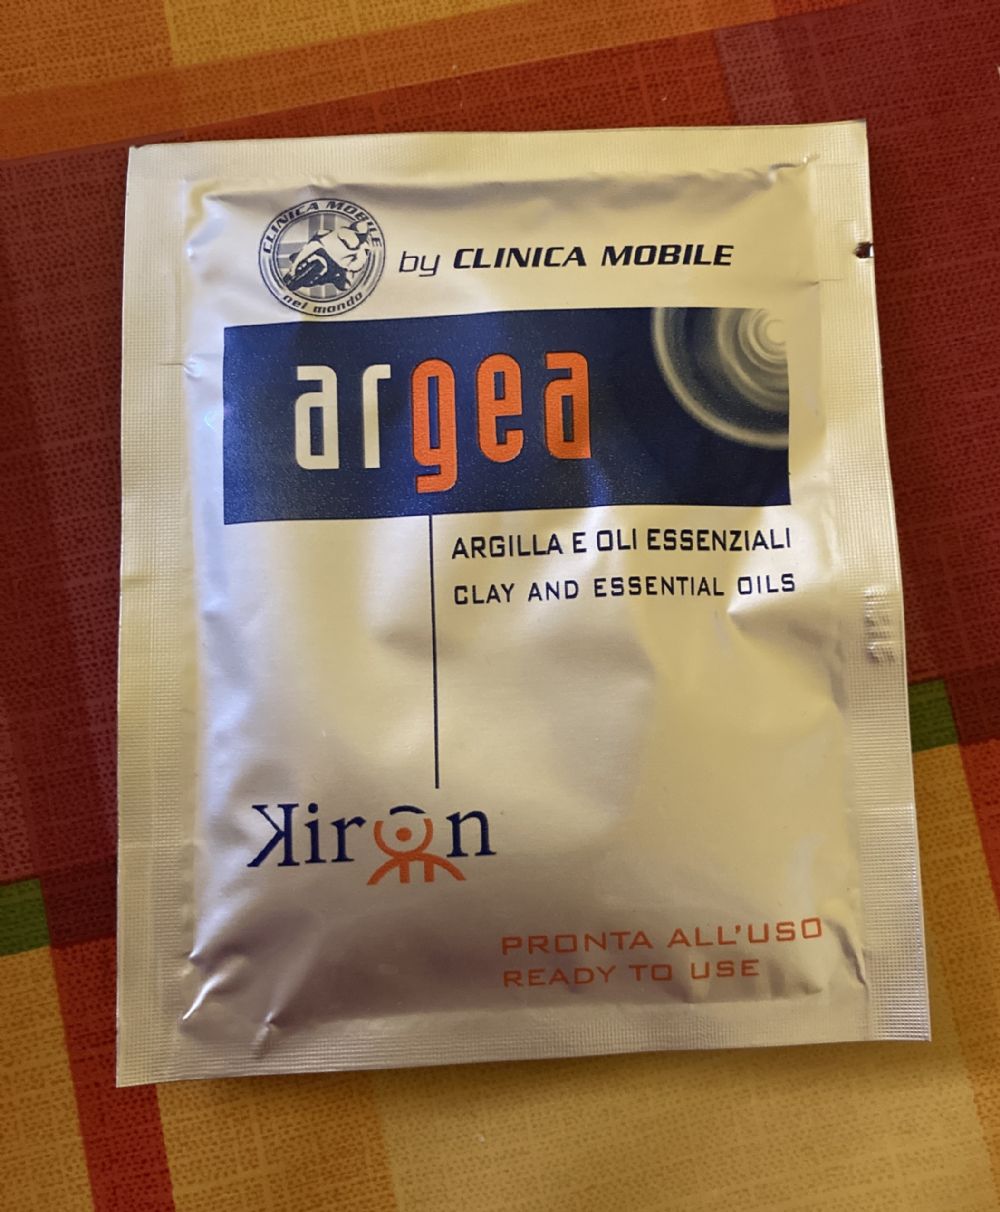 CLINICA MOBILE
nel mondo
by CLINICA MOBILE
argea
ARGILLA E OLI ESSENZIALI
CLAY AND ESSENTIAL OILS
Kiron
PRONTA ALL'USO
READY TO USE